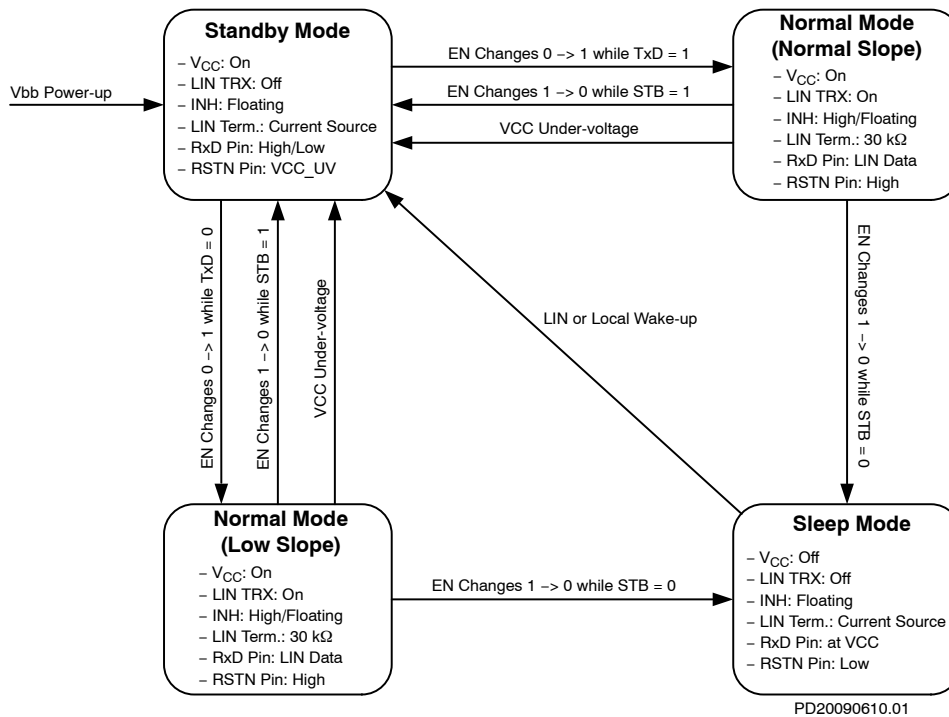 Standby Mode
– VCC: On
– LIN TRX: Off
– INH: Floating
– LIN Term.: Current Source
– RxD Pin: High/Low
– RSTN Pin: VCC_UV
Vbb Power-up
EN Changes 0 -> 1 while TxD = 1
EN Changes 1 -> 0 while STB = 1
VCC Under-voltage
Normal Mode
(Normal Slope)
– VCC: On
– LIN TRX: On
– INH: High/Floating
– LIN Term.: 30 kΩ
– RxD Pin: LIN Data
– RSTN Pin: High
EN Changes 0 -> 1 while TxD = 0
EN Changes 1 -> 0 while STB = 1
VCC Under-voltage
LIN or Local Wake-up
EN Changes 1 -> 0 while STB = 0
Normal Mode
(Low Slope)
– VCC: On
– LIN TRX: On
– INH: High/Floating
– LIN Term.: 30 kΩ
– RxD Pin: LIN Data
– RSTN Pin: High
EN Changes 1 -> 0 while STB = 0
Sleep Mode
– VCC: Off
– LIN TRX: Off
– INH: Floating
– LIN Term.: Current Source
– RxD Pin: at VCC
– RSTN Pin: Low
PD20090610.01